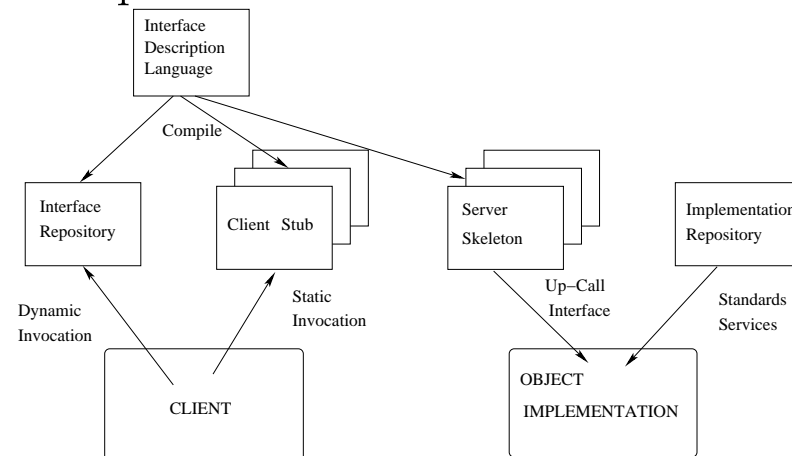 Interface
Description
Language
Compile
Interface
Repository
Client Stub
Server
Skeleton
Implementation
Repository
Dynamic
Invocation
Static
Invocation
Up–Call
Interface
Standards
Services
CLIENT
OBJECT
IMPLEMENTATION